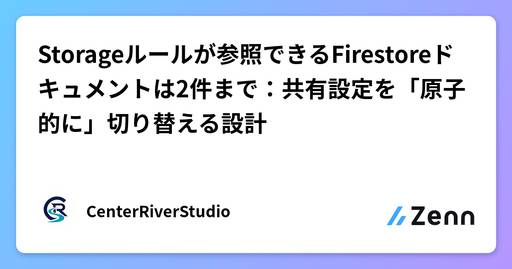 Storageルールが参照できるFirestoreド
キュメントは2件まで：共有設定を「原子
的に」切り替える設計
CenterRiverStudio
Zenn